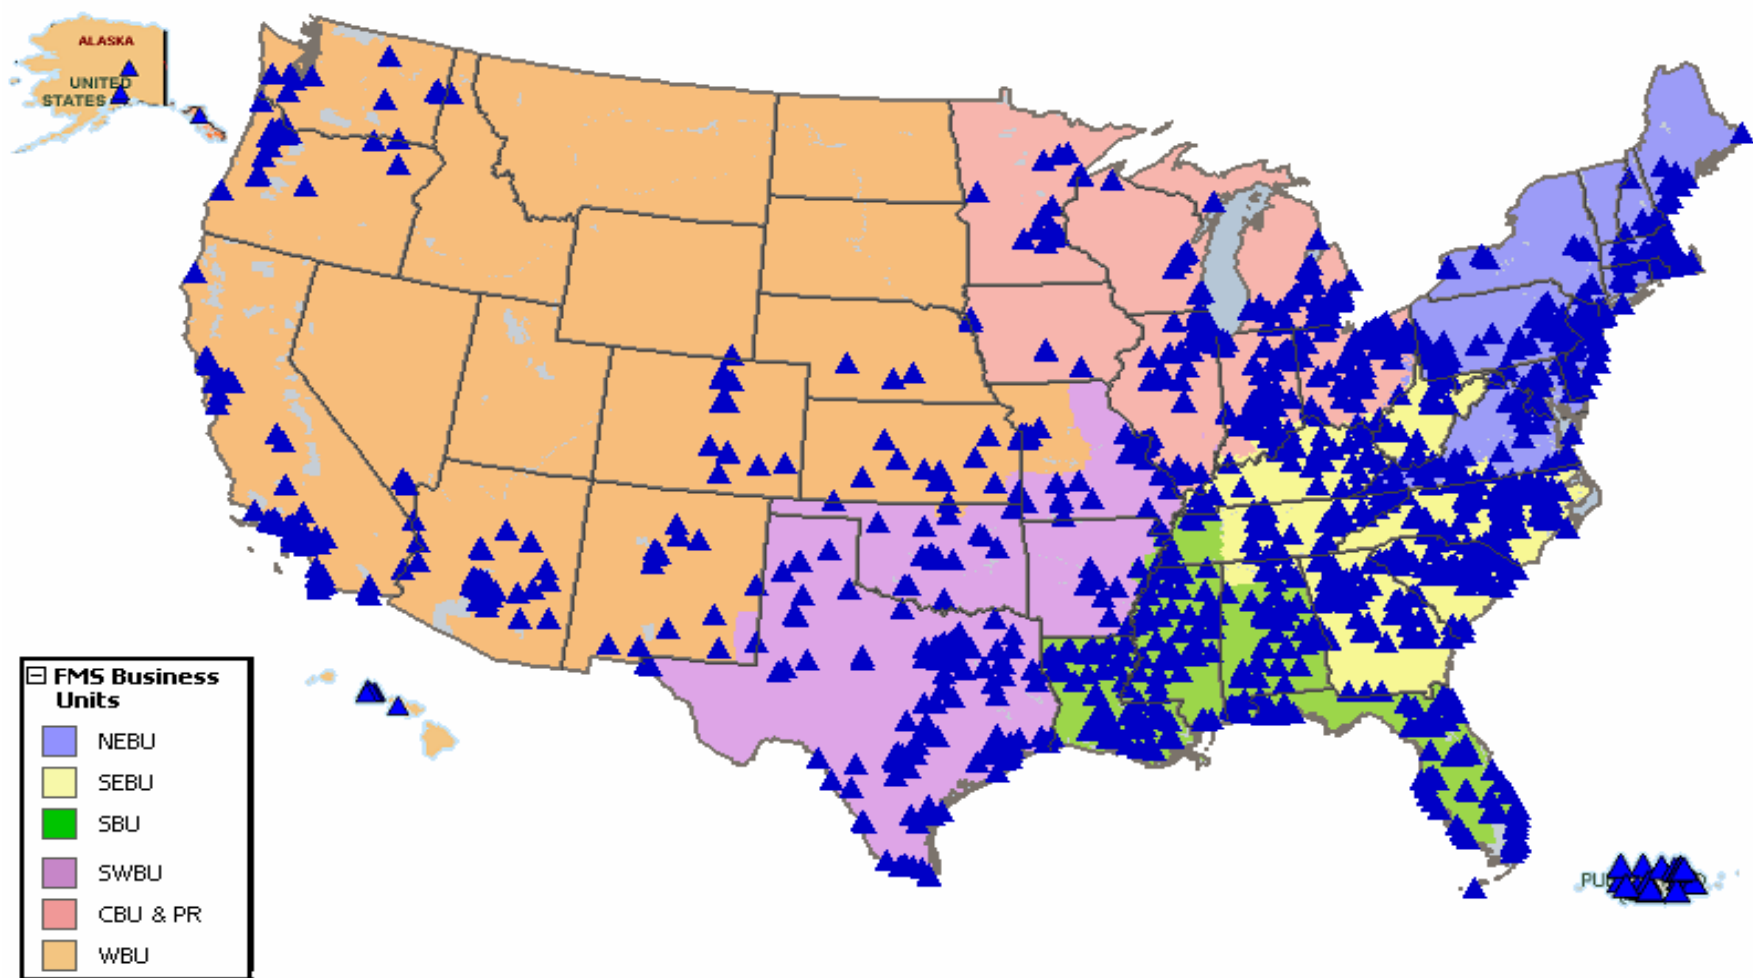 ALASKA
UNITED
STATES
FMS Business
Units
NEBU
SEBU
SBU
SWBU
CBU & PR
WBU